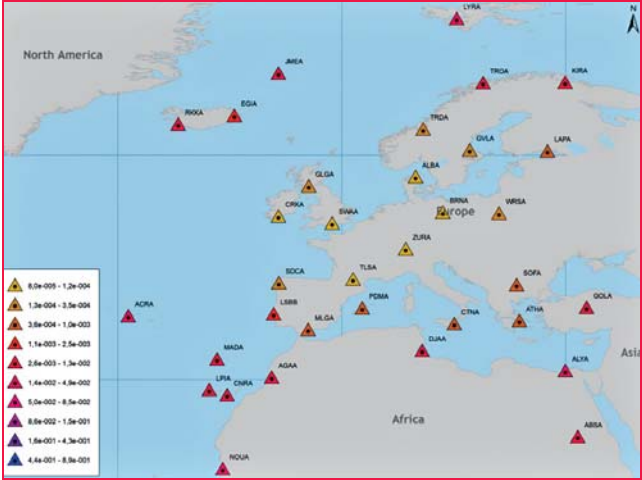 LYRA
N
North America
JMEA
TROA
KIRA
EGIA
RKKA
TRDA
GVLA
LAPA
ALBA
GLGA
CRKA
SWAA
BRNA
WRSA
Europe
ZURA
SDCA
TLSA
SOFA
8,0e-005 - 1,2e-004
1,3e-004 - 3,5e-004
3,6e-004 - 1,0e-003
1,1e-003 - 2,5e-003
2,6e-003 - 1,3e-002
1,4e-002 - 4,9e-002
5,0e-002 - 8,5e-002
8,6e-002 - 1,5e-001
1,6e-001 - 4,3e-001
4,4e-001 - 8,9e-001
ACRA
LSBB
MLGA
PDMA
CTNA
ATHA
GOLA
DJAA
Asia
MADA
LPIA
CNRA
AGAA
ALYA
Africa
ABSA
NOUA